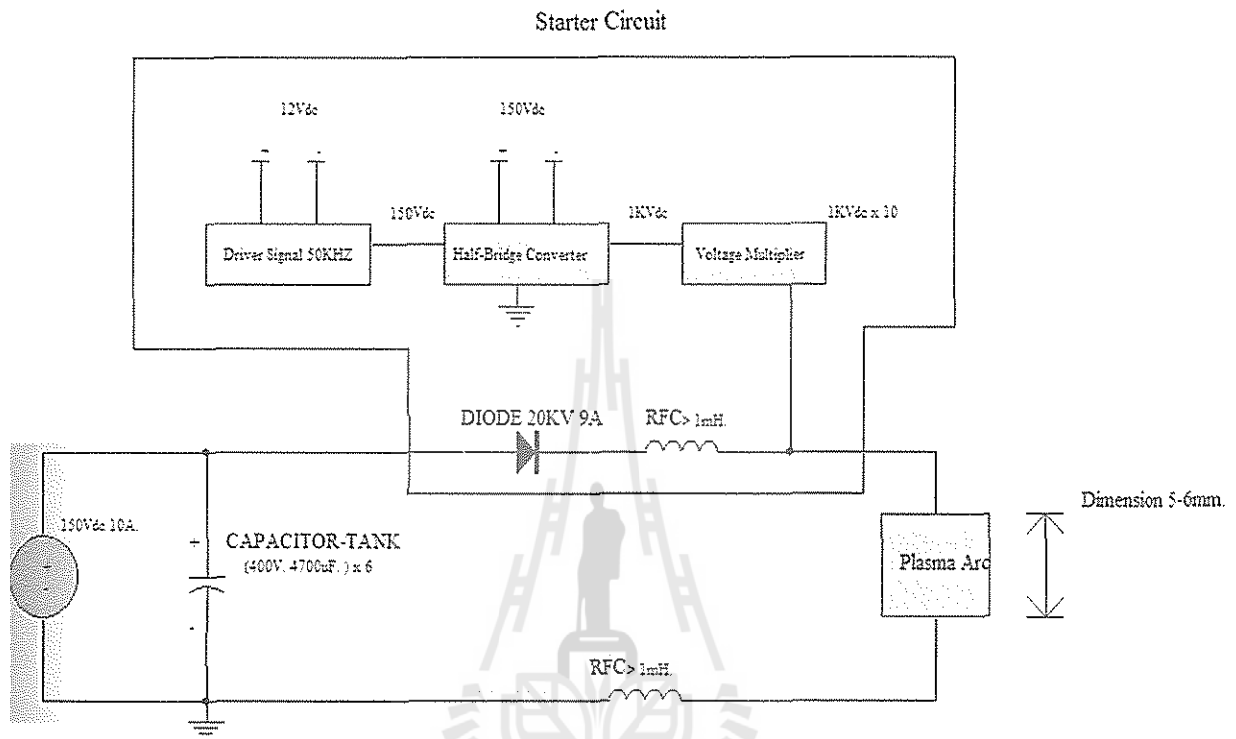 Starter Circuit
12Vdc
150Vdc
150Vdc
1KVdc
1KVdc x 10
Driver Signal 50KHZ
Half-Bridge Converter
Voltage Multiplier
DIODE 20KV 9A
RFC> 1mH.
150Vdc 10A.
CAPACITOR-TANK
(400V. 4700uF. ) x 6
Plasma Arc
Dimension 5-6mm.
RFC> 1mH.